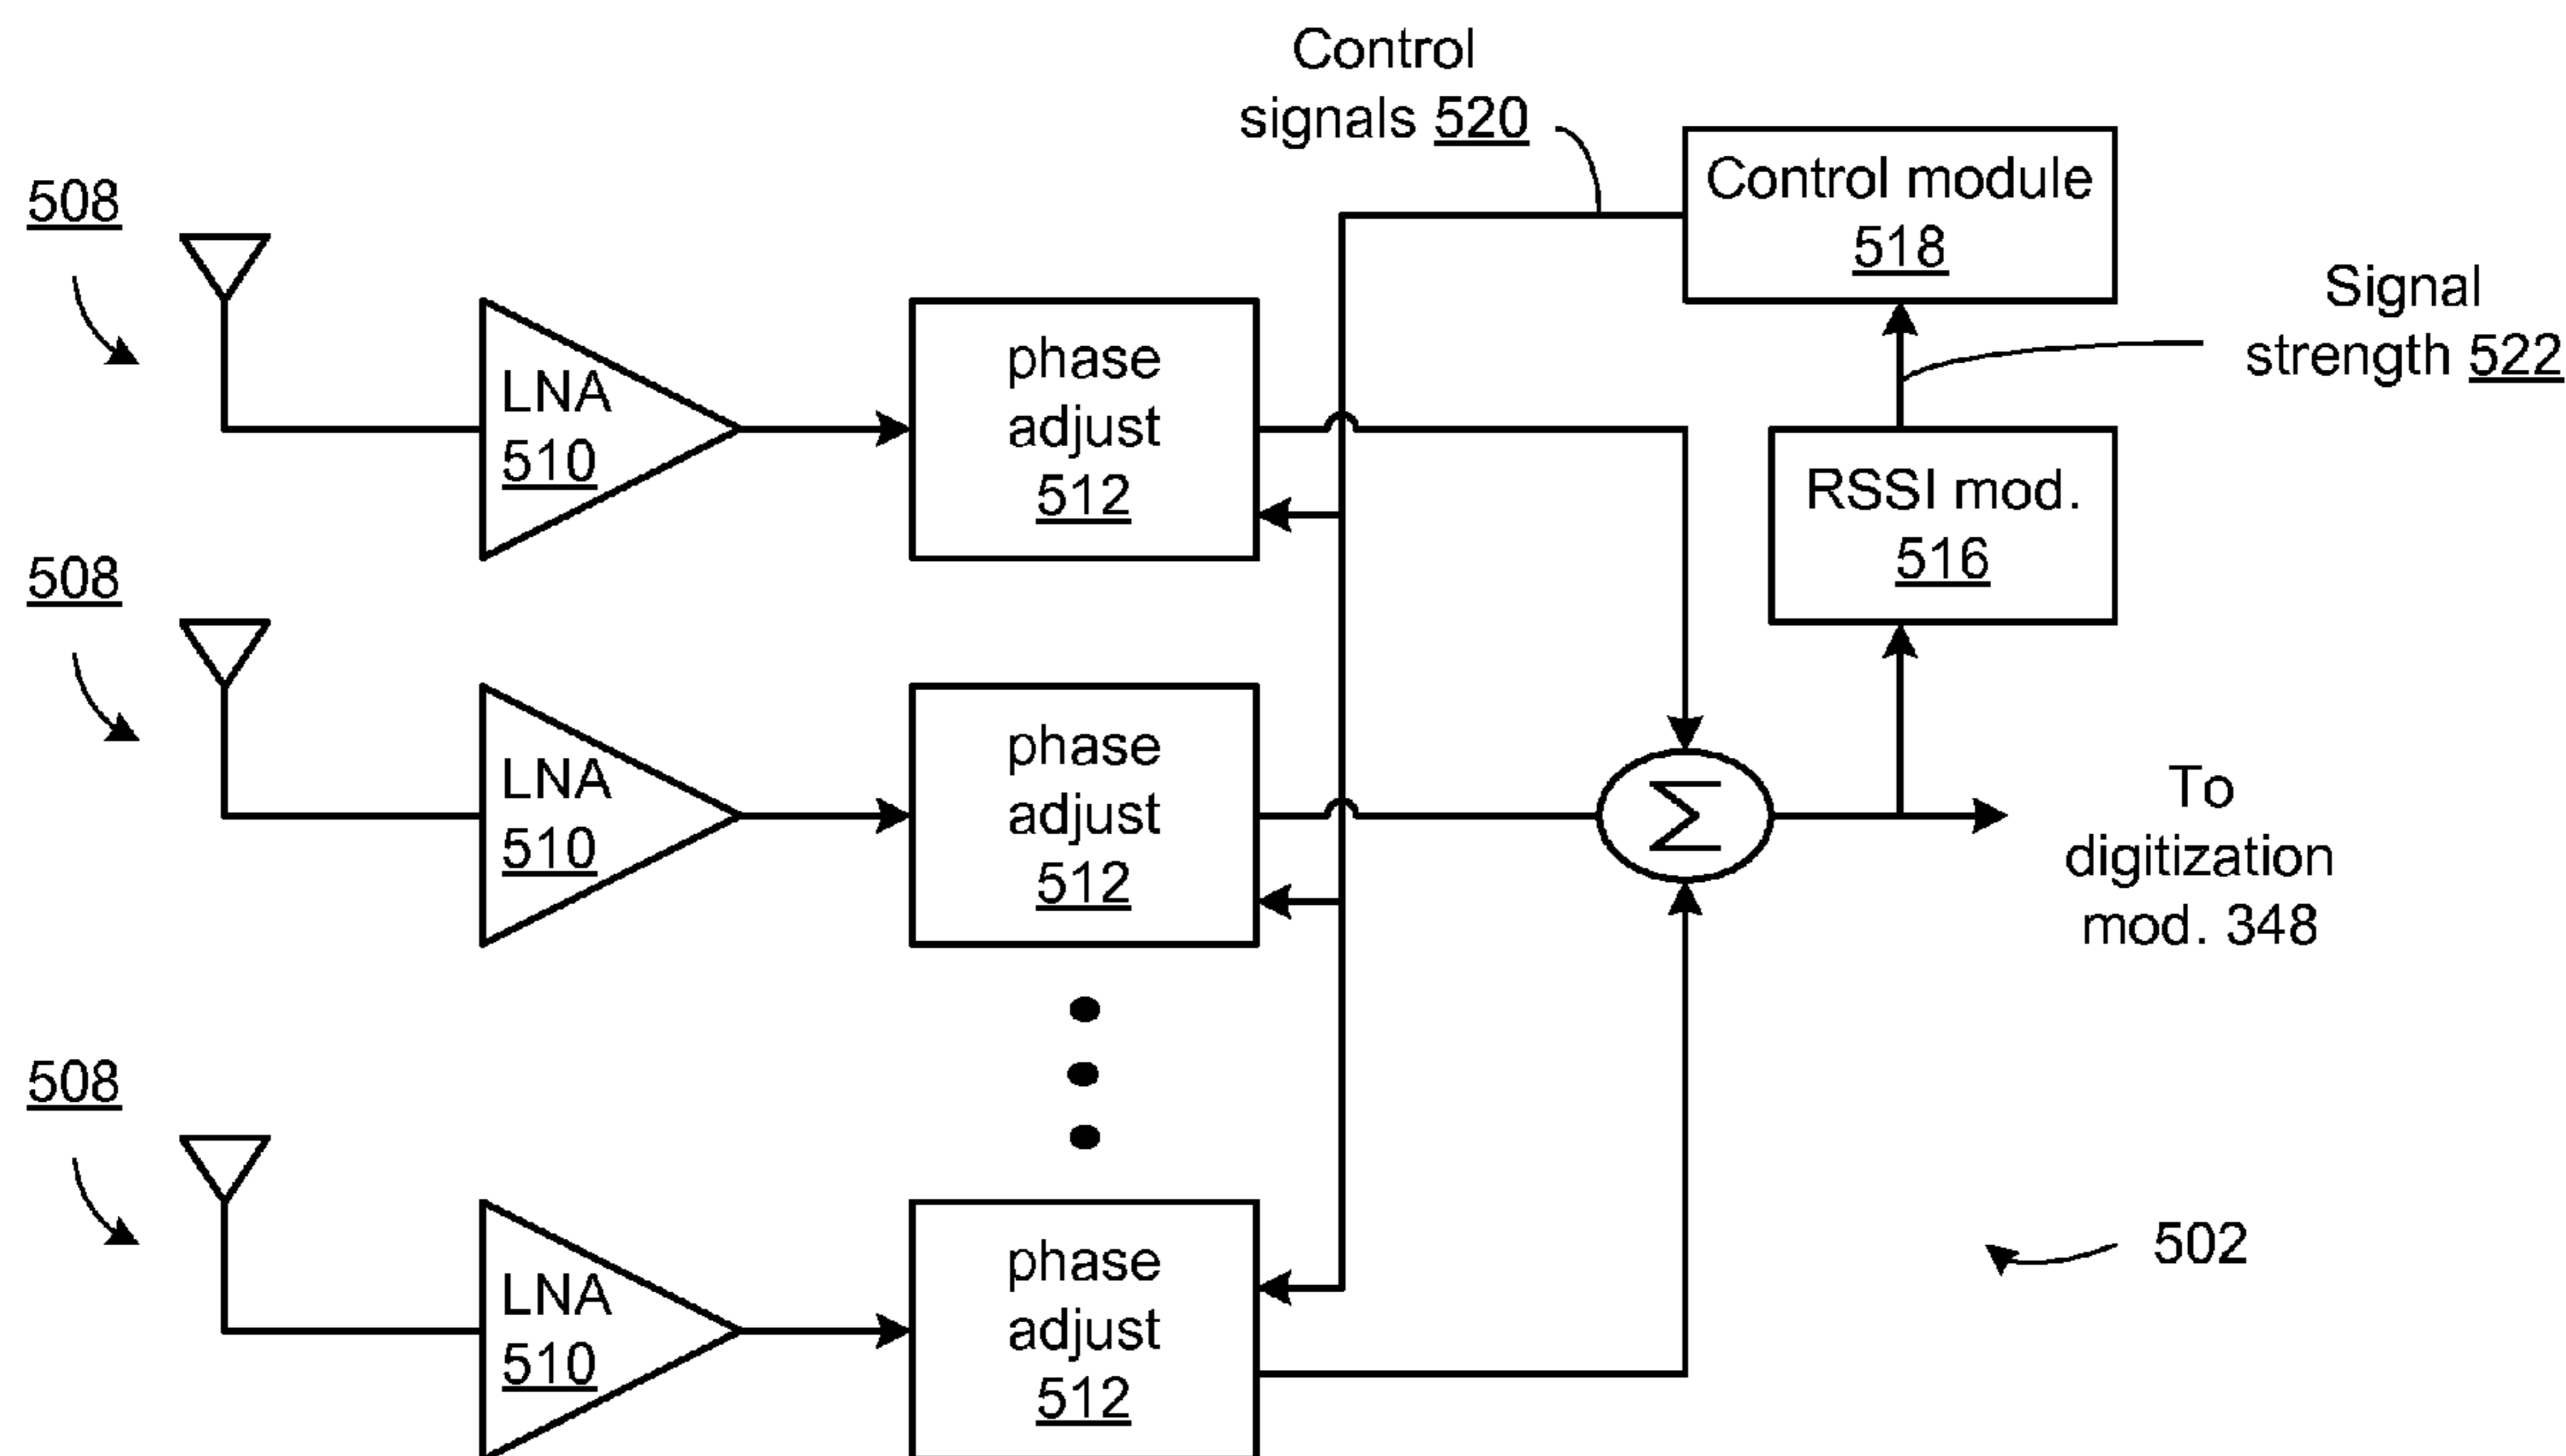 Control
signals 520
508
Control module
518
Signal
strength 522
LNA
510
phase
adjust
512
RSSI mod.
516
508
LNA
510
phase
adjust
512
Σ
To
digitization
mod. 348
508
LNA
510
phase
adjust
512
502